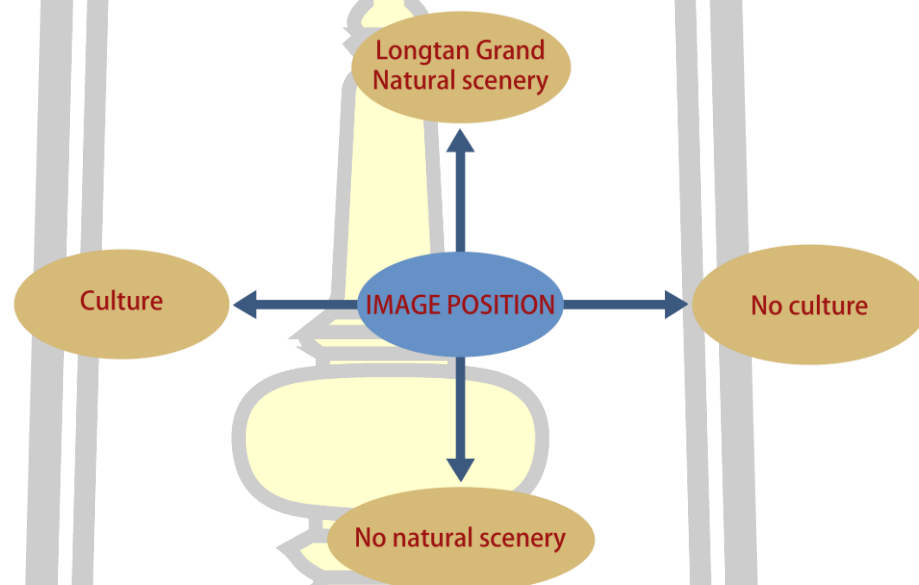 Longtan Grand
Natural scenery
Culture
IMAGE POSITION
No culture
No natural scenery